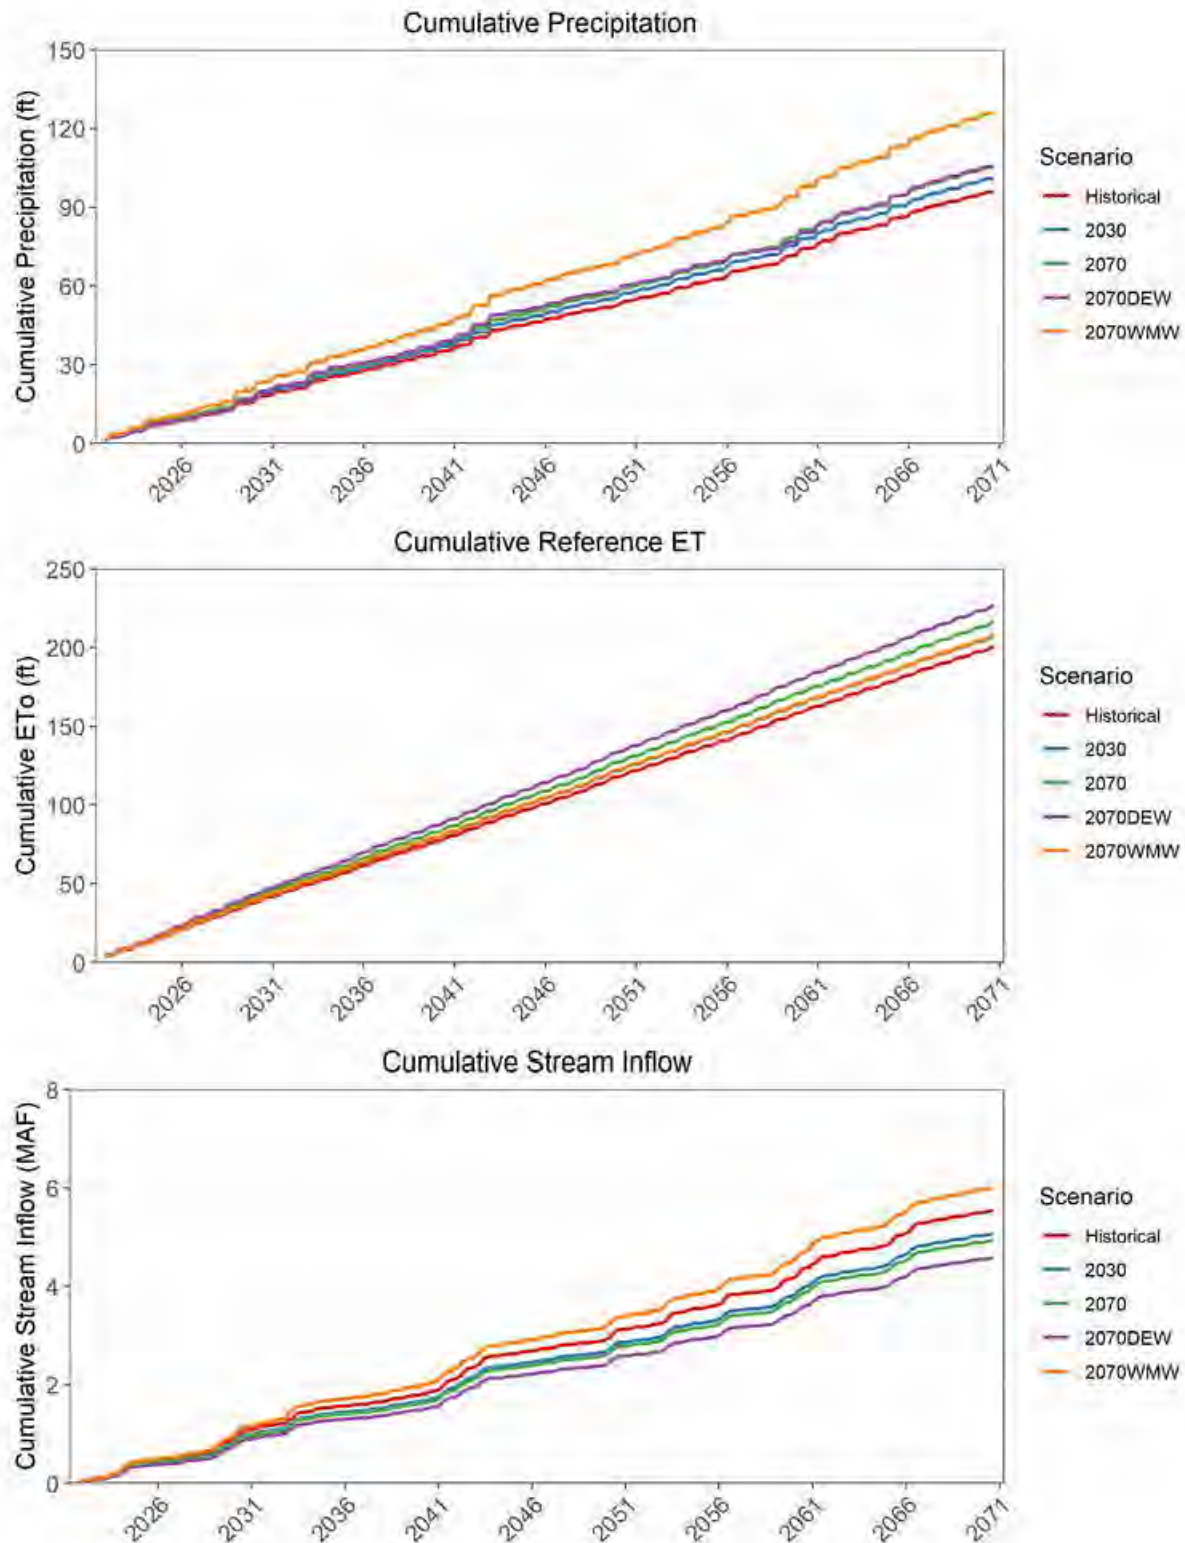 Cumulative Precipitation
Cumulative Precipitation (ft)
150
120
90
60
30
0
2026
2031
2036
2041
2046
2051
2056
2061
2066
2071
Scenario
Historical
2030
2070
2070DEW
2070WMW
Cumulative Reference ET
Cumulative ETo (ft)
250
200
150
100
50
0
2026
2031
2036
2041
2046
2051
2056
2061
2066
2071
Scenario
Historical
2030
2070
2070DEW
2070WMW
Cumulative Stream Inflow
Cumulative Stream Inflow (MAF)
8
6
4
2
0
2026
2031
2036
2041
2046
2051
2056
2061
2066
2071
Scenario
Historical
2030
2070
2070DEW
2070WMW